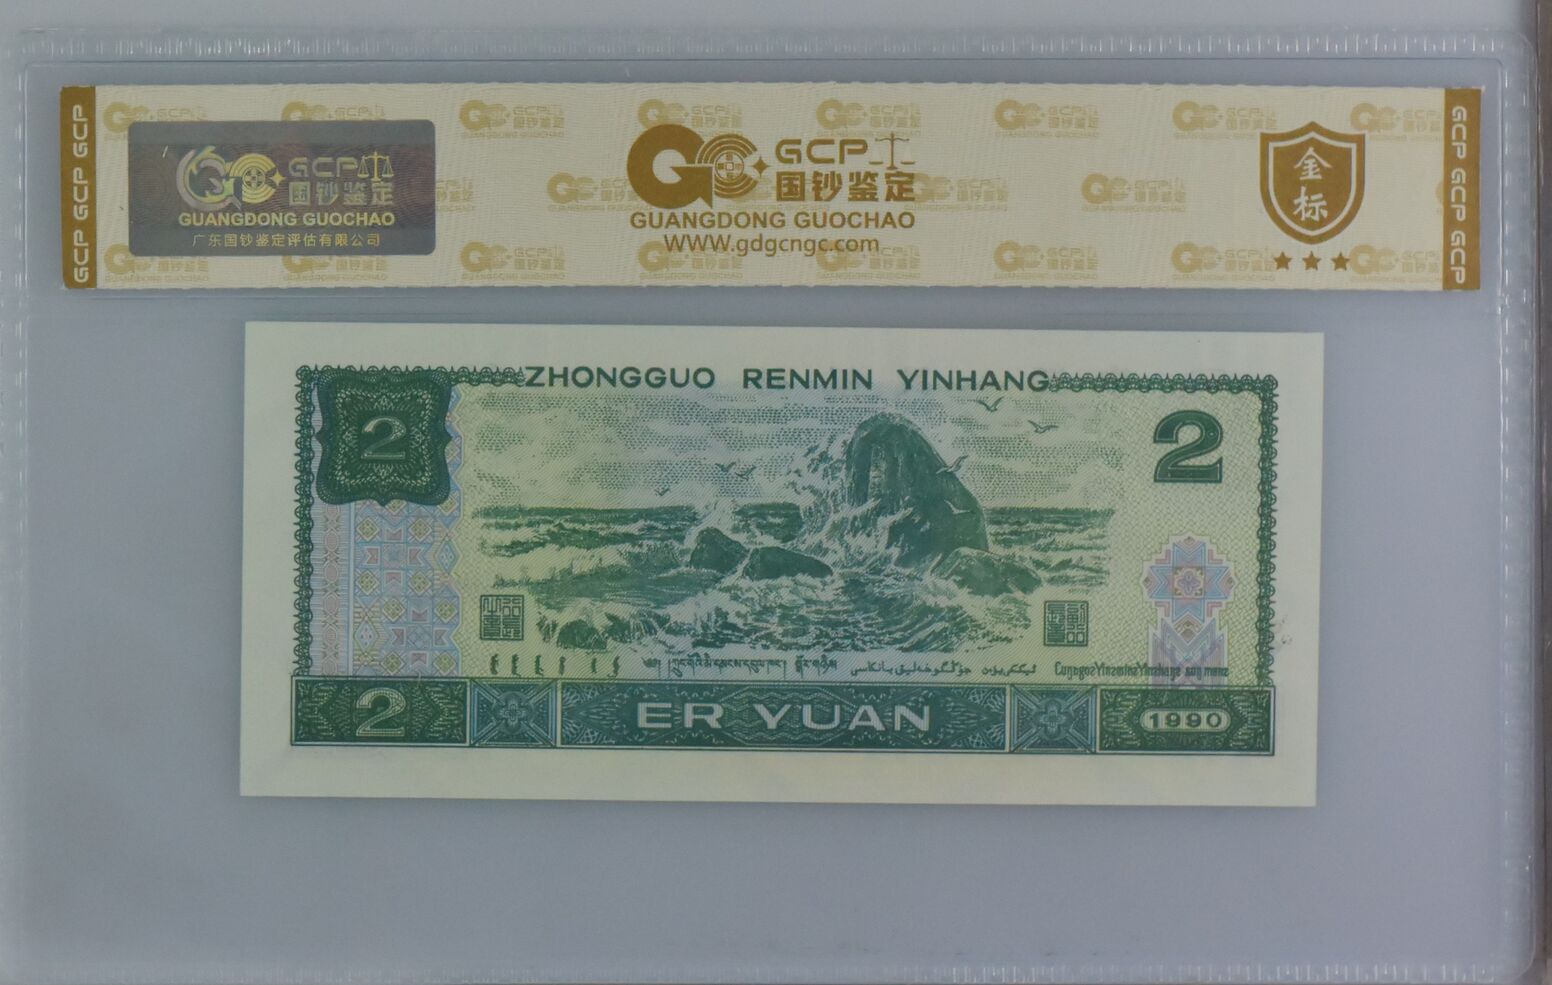 GCP GCP GCP
GCP 国钞鉴定
GUANGDONG GUOCHAO
广东国钞鉴定评估有限公司
GCP
国钞鉴定
GUANGDONG GUOCHAO
WWW.gdgcngc.com
金标
GCP GCP GCP
ZHONGGUO RENMIN YINHANG
2
2
2
ER YUAN
1990